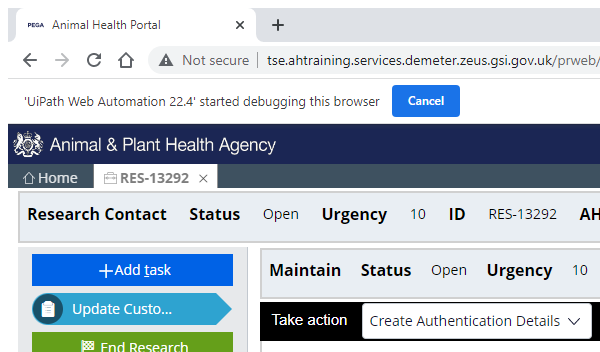 PEGA Animal Health Portal
Not secure | tse.ahtraining.services.demeter.zeus.gsi.gov.uk/prweb/
'UiPath Web Automation 22.4' started debugging this browser Cancel
Animal & Plant Health Agency
Home RES-13292
Research Contact Status Open Urgency 10 ID RES-13292 AH
Add task
Maintain Status Open Urgency 10
Update Custo...
Take action Create Authentication Details
End Research